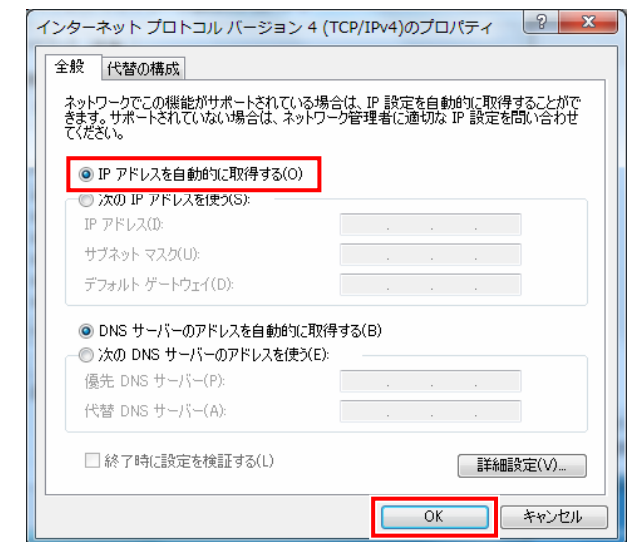 インターネット プロトコル バージョン 4 (TCP/IPv4)のプロパティ
全般 代替の構成
ネットワークでこの機能がサポートされている場合は、IP 設定を自動的に取得することがで
きます。サポートされていない場合は、ネットワーク管理者に適切な IP 設定を問い合わせ
てください。
IP アドレスを自動的に取得する(O)
次の IP アドレスを使う(S):
IP アドレス(I):
サブネット マスク(U):
デフォルト ゲートウェイ(D):
DNS サーバーのアドレスを自動的に取得する(B)
次の DNS サーバーのアドレスを使う(E):
優先 DNS サーバー(P):
代替 DNS サーバー(A):
終了時に設定を検証する(L)
詳細設定(V)...
OK キャンセル